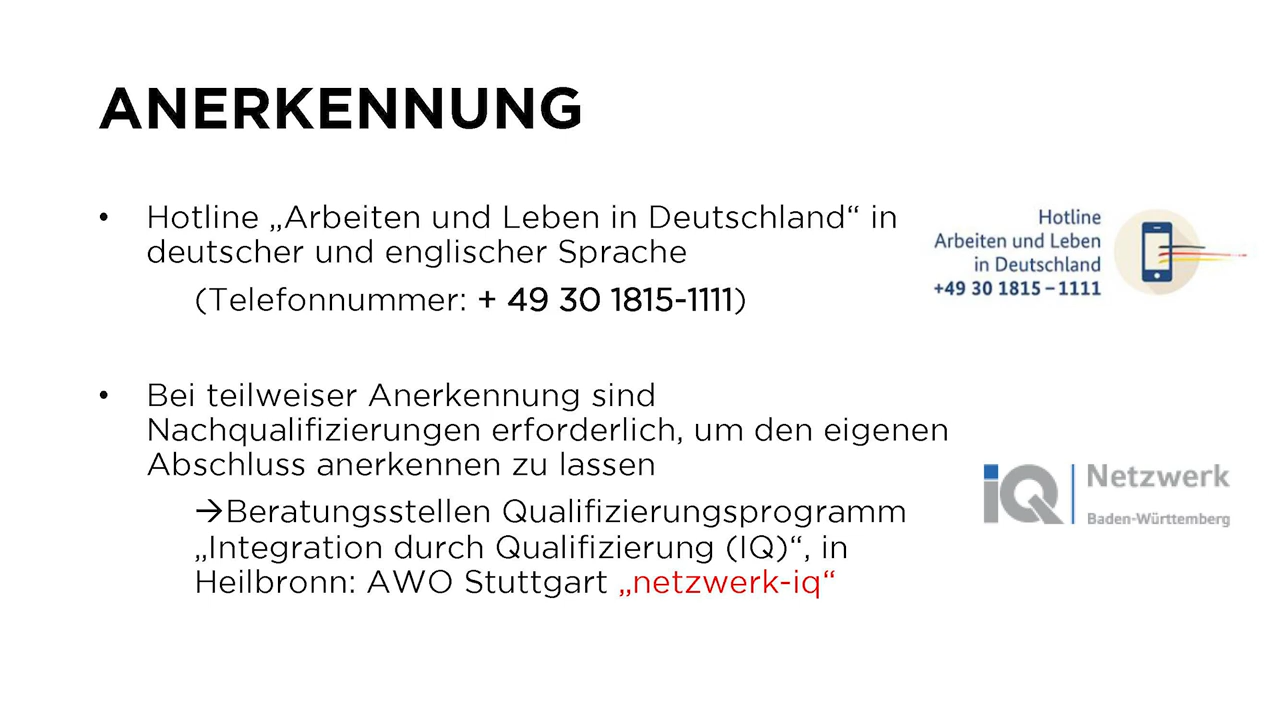 ANERKENNUNG
• Hotline „Arbeiten und Leben in Deutschland“ in
deutscher und englischer Sprache
(Telefonnummer: + 49 30 1815-1111)
Hotline
Arbeiten und Leben
in Deutschland
+49 30 1815 – 1111
• Bei teilweiser Anerkennung sind
Nachqualifizierungen erforderlich, um den eigenen
Abschluss anerkennen zu lassen
→Beratungsstellen Qualifizierungsprogramm
„Integration durch Qualifizierung (IQ)“, in
Heilbronn: AWO Stuttgart „netzwerk-iq“
iQ Netzwerk
Baden-Württemberg